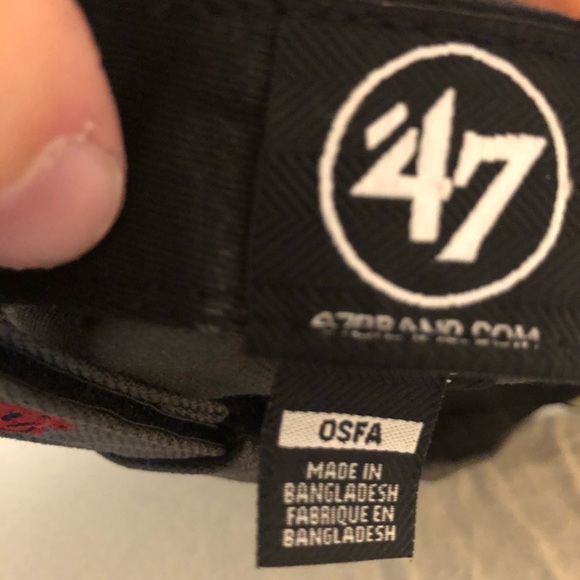 '47
47BRAND.COM
OSFA
MADE IN
BANGLADESH
FABRIQUE EN
BANGLADESH